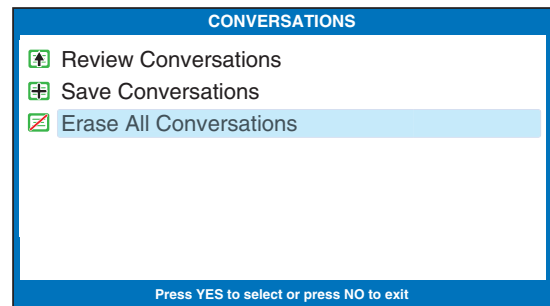 CONVERSATIONS
Review Conversations
Save Conversations
Erase All Conversations
Press YES to select or press NO to exit